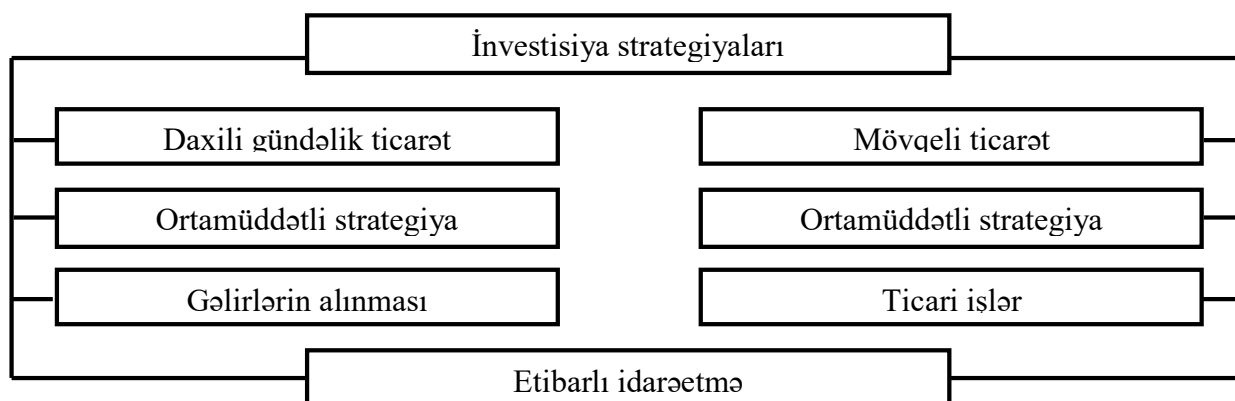 İnvestisiya strategiyaları
Daxili gündəlik ticarət
Mövqeli ticarət
Ortamüddətli strategiya
Ortamüddətli strategiya
Gəlirlərin alınması
Ticari işlər
Etibarlı idarəetmə